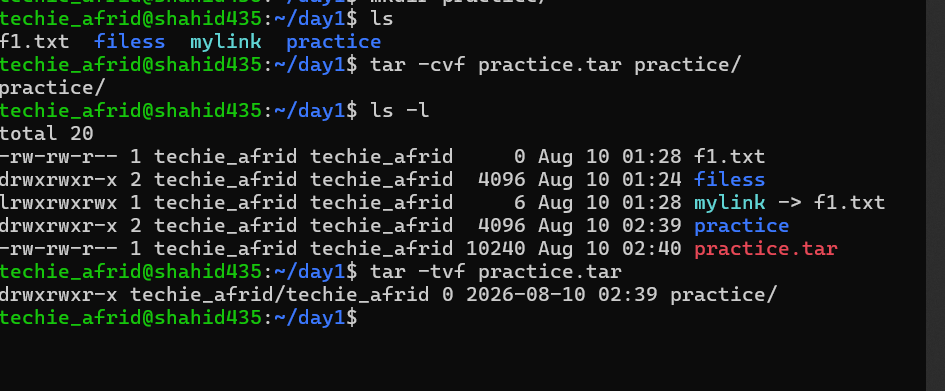 mkdir practice/
techie_afrid@shahid435:~/day1$ ls
f1.txt  filess  mylink  practice
techie_afrid@shahid435:~/day1$ tar -cvf practice.tar practice/
practice/
techie_afrid@shahid435:~/day1$ ls -l
total 20
-rw-rw-r-- 1 techie_afrid techie_afrid     0 Aug 10 01:28 f1.txt
drwxrwxr-x 2 techie_afrid techie_afrid  4096 Aug 10 01:24 filess
lrwxrwxrwx 1 techie_afrid techie_afrid     6 Aug 10 01:28 mylink -> f1.txt
drwxrwxr-x 2 techie_afrid techie_afrid  4096 Aug 10 02:39 practice
-rw-rw-r-- 1 techie_afrid techie_afrid 10240 Aug 10 02:40 practice.tar
techie_afrid@shahid435:~/day1$ tar -tvf practice.tar
drwxrwxr-x techie_afrid/techie_afrid 0 2026-08-10 02:39 practice/
techie_afrid@shahid435:~/day1$